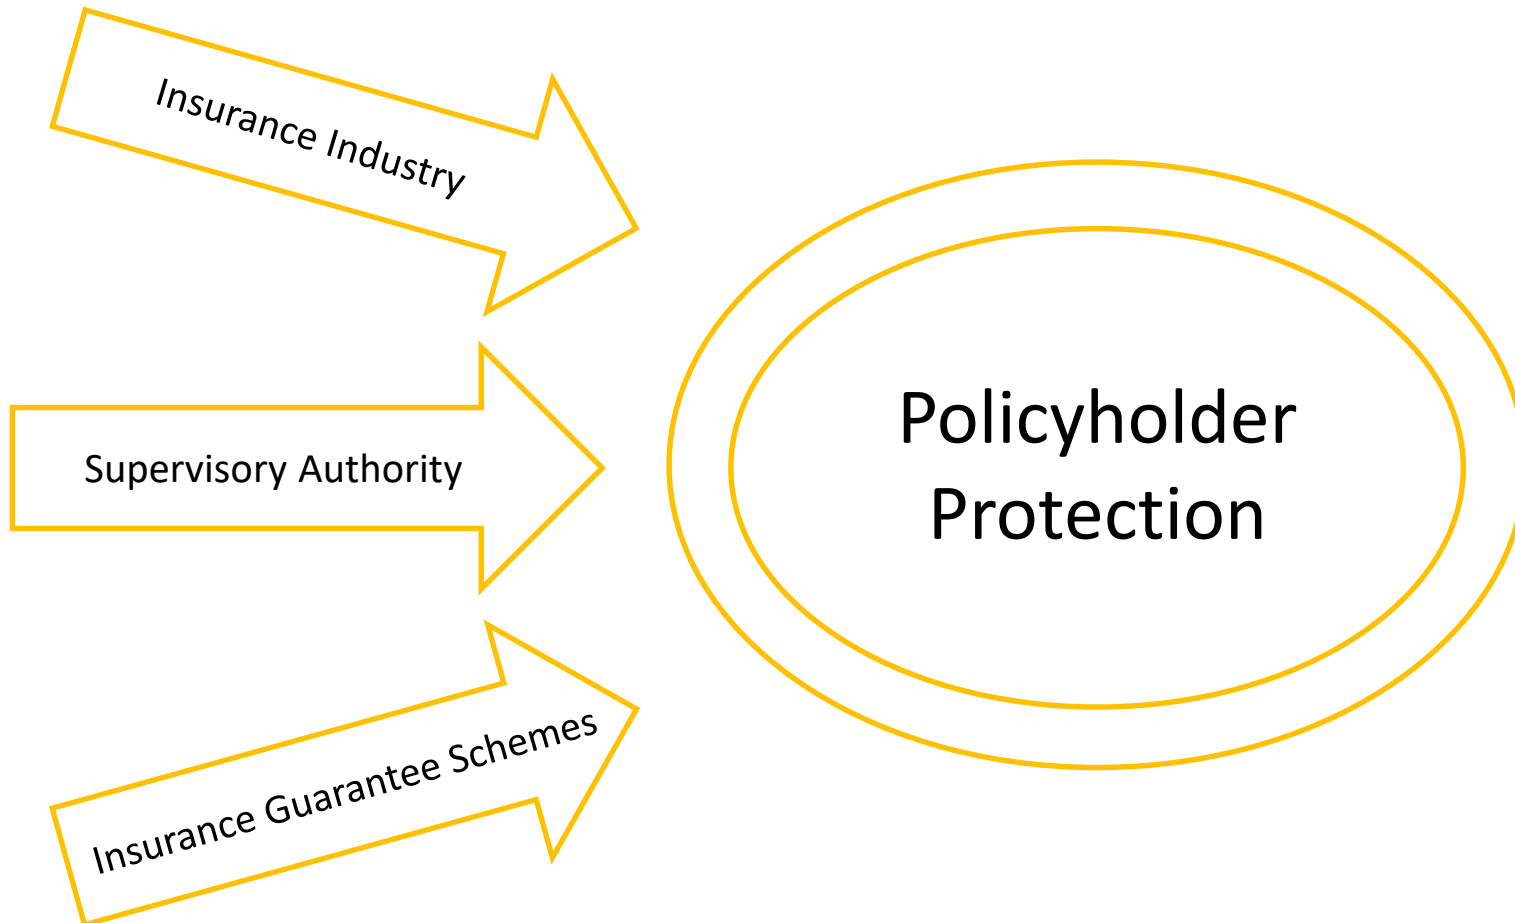 Insurance Industry
Supervisory Authority
Insurance Guarantee Schemes
Policyholder
Protection